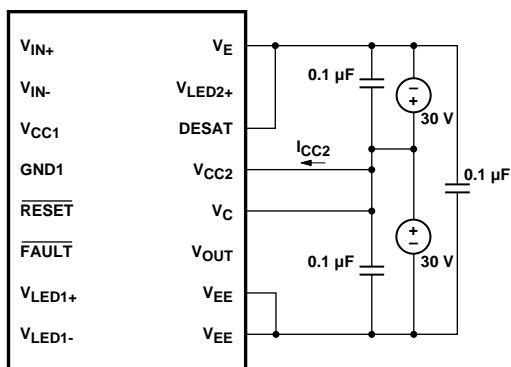 VIN+
VIN-
VCC1
GND1
RESET
FAULT
VLED1+
VLED1-
VE
VLED2+
DESAT
VCC2
VC
VOUT
VEE
VEE
ICC2
0.1 µF
0.1 µF
0.1 µF
30 V
30 V